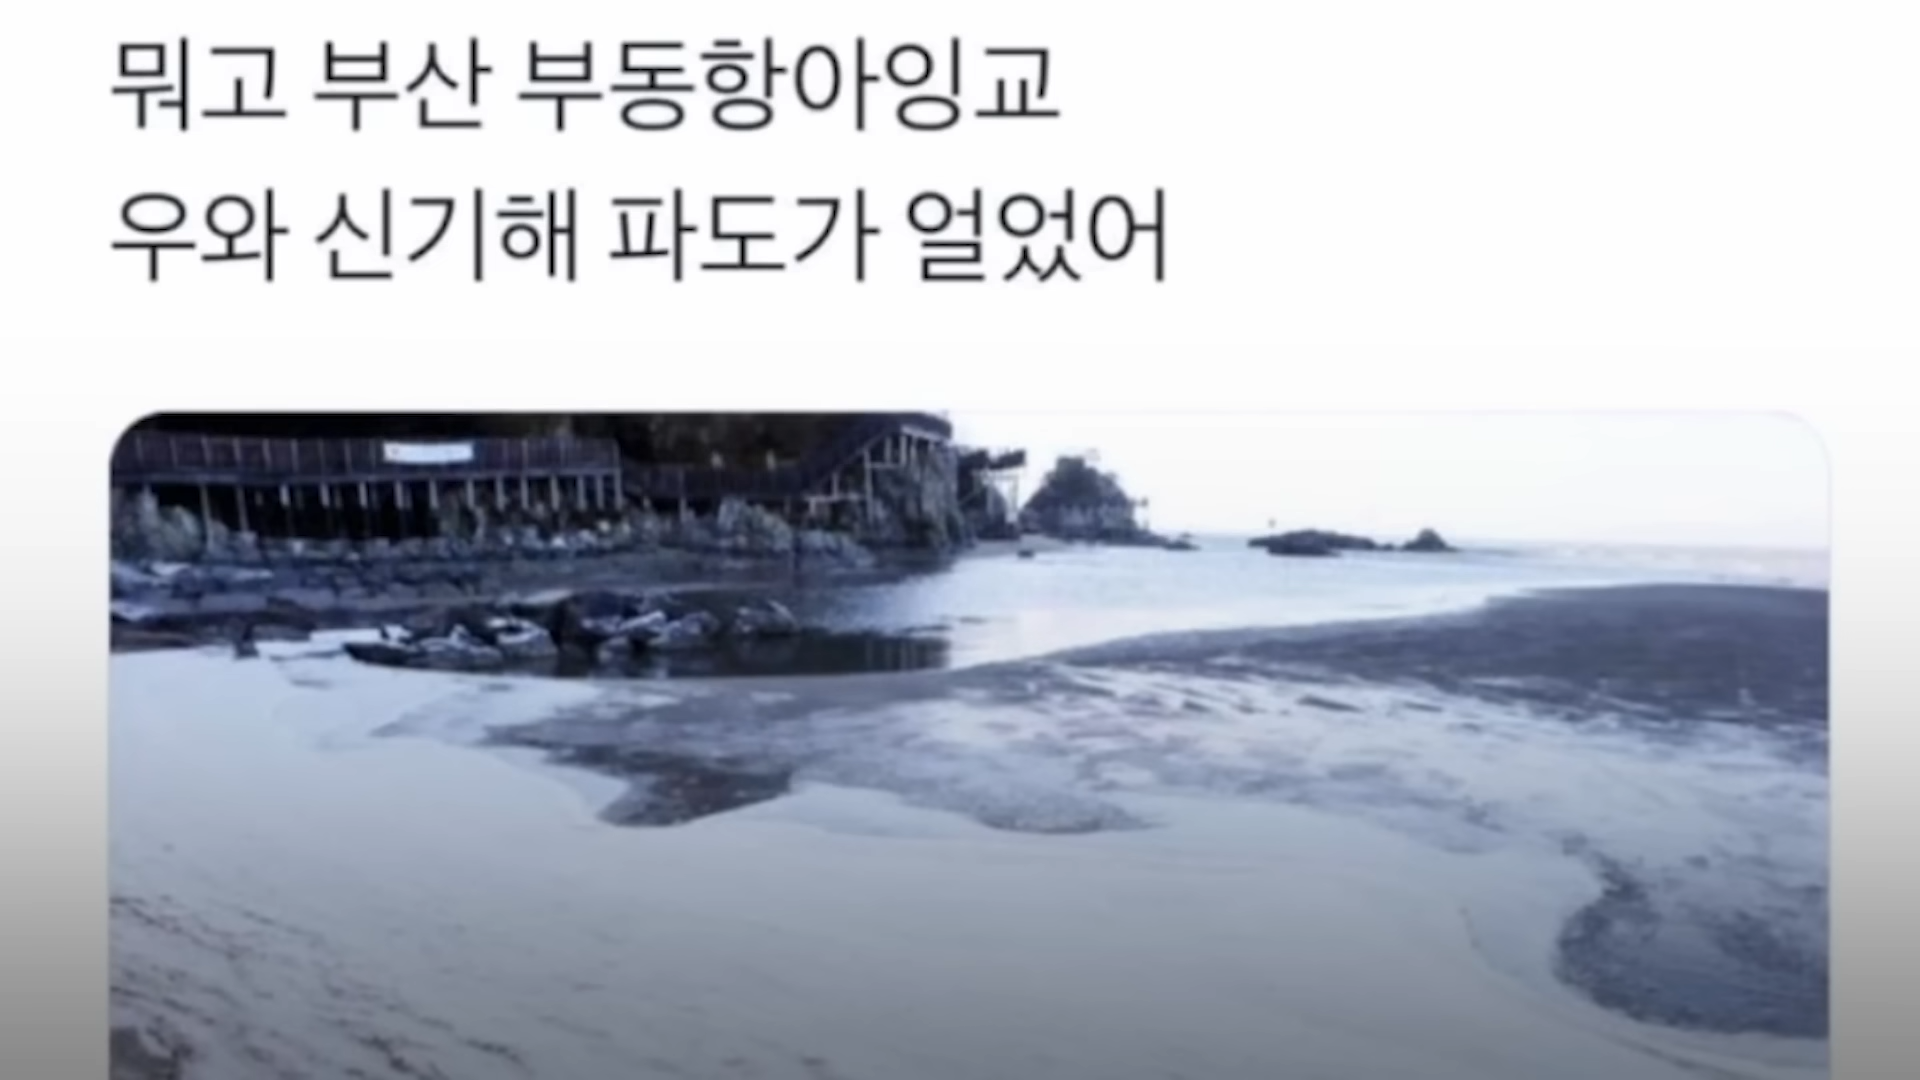 뭐고 부산 부동항아잉교
우와 신기해 파도가 얼었어